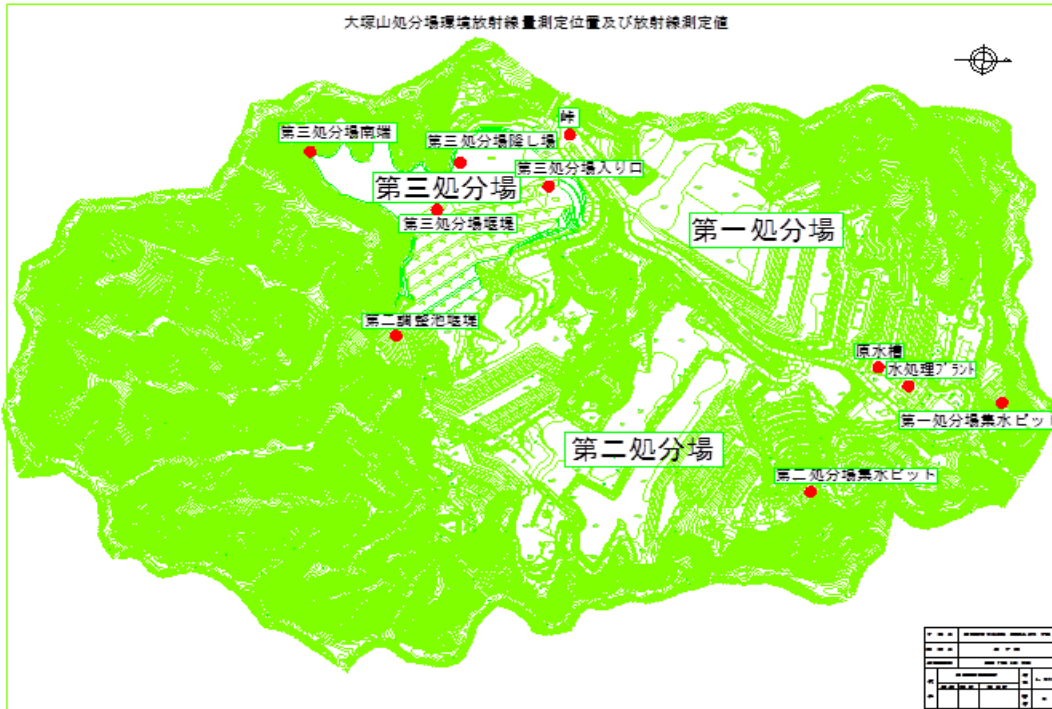 大塚山処分場環境放射線量測定位置及び放射線測定値
峠
第三処分場南端
第三処分場降し場
第三処分場入り口
第三処分場
第三処分場堰堤
第一処分場
第二調整池堰堤
原水槽
水処理プラント
第一処分場集水ピット
第二処分場
第二処分場集水ピット